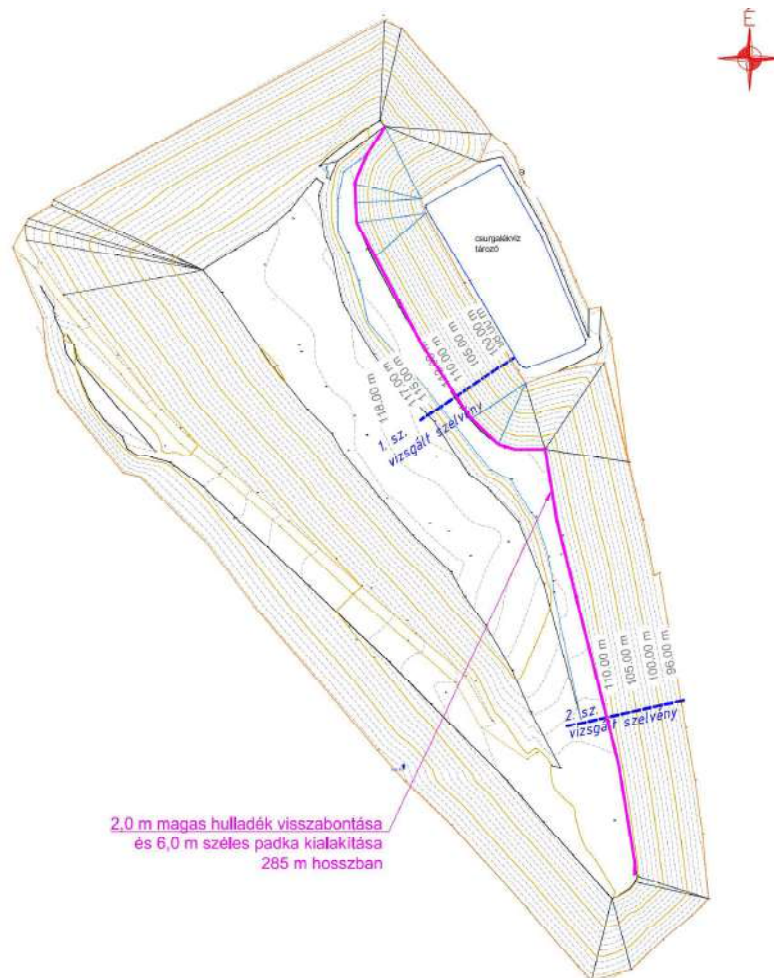 É
csurgalékvíz
tározó
100.00 m
105.00 m
110.00 m
115.00 m
117.00 m
118.00 m
1. sz.
vizsgált szelvény
110.00 m
105.00 m
100.00 m
96.00 m
2. sz.
vizsgált szelvény
2,0 m magas hulladék visszabontása
és 6,0 m széles padka kialakítása
285 m hosszban